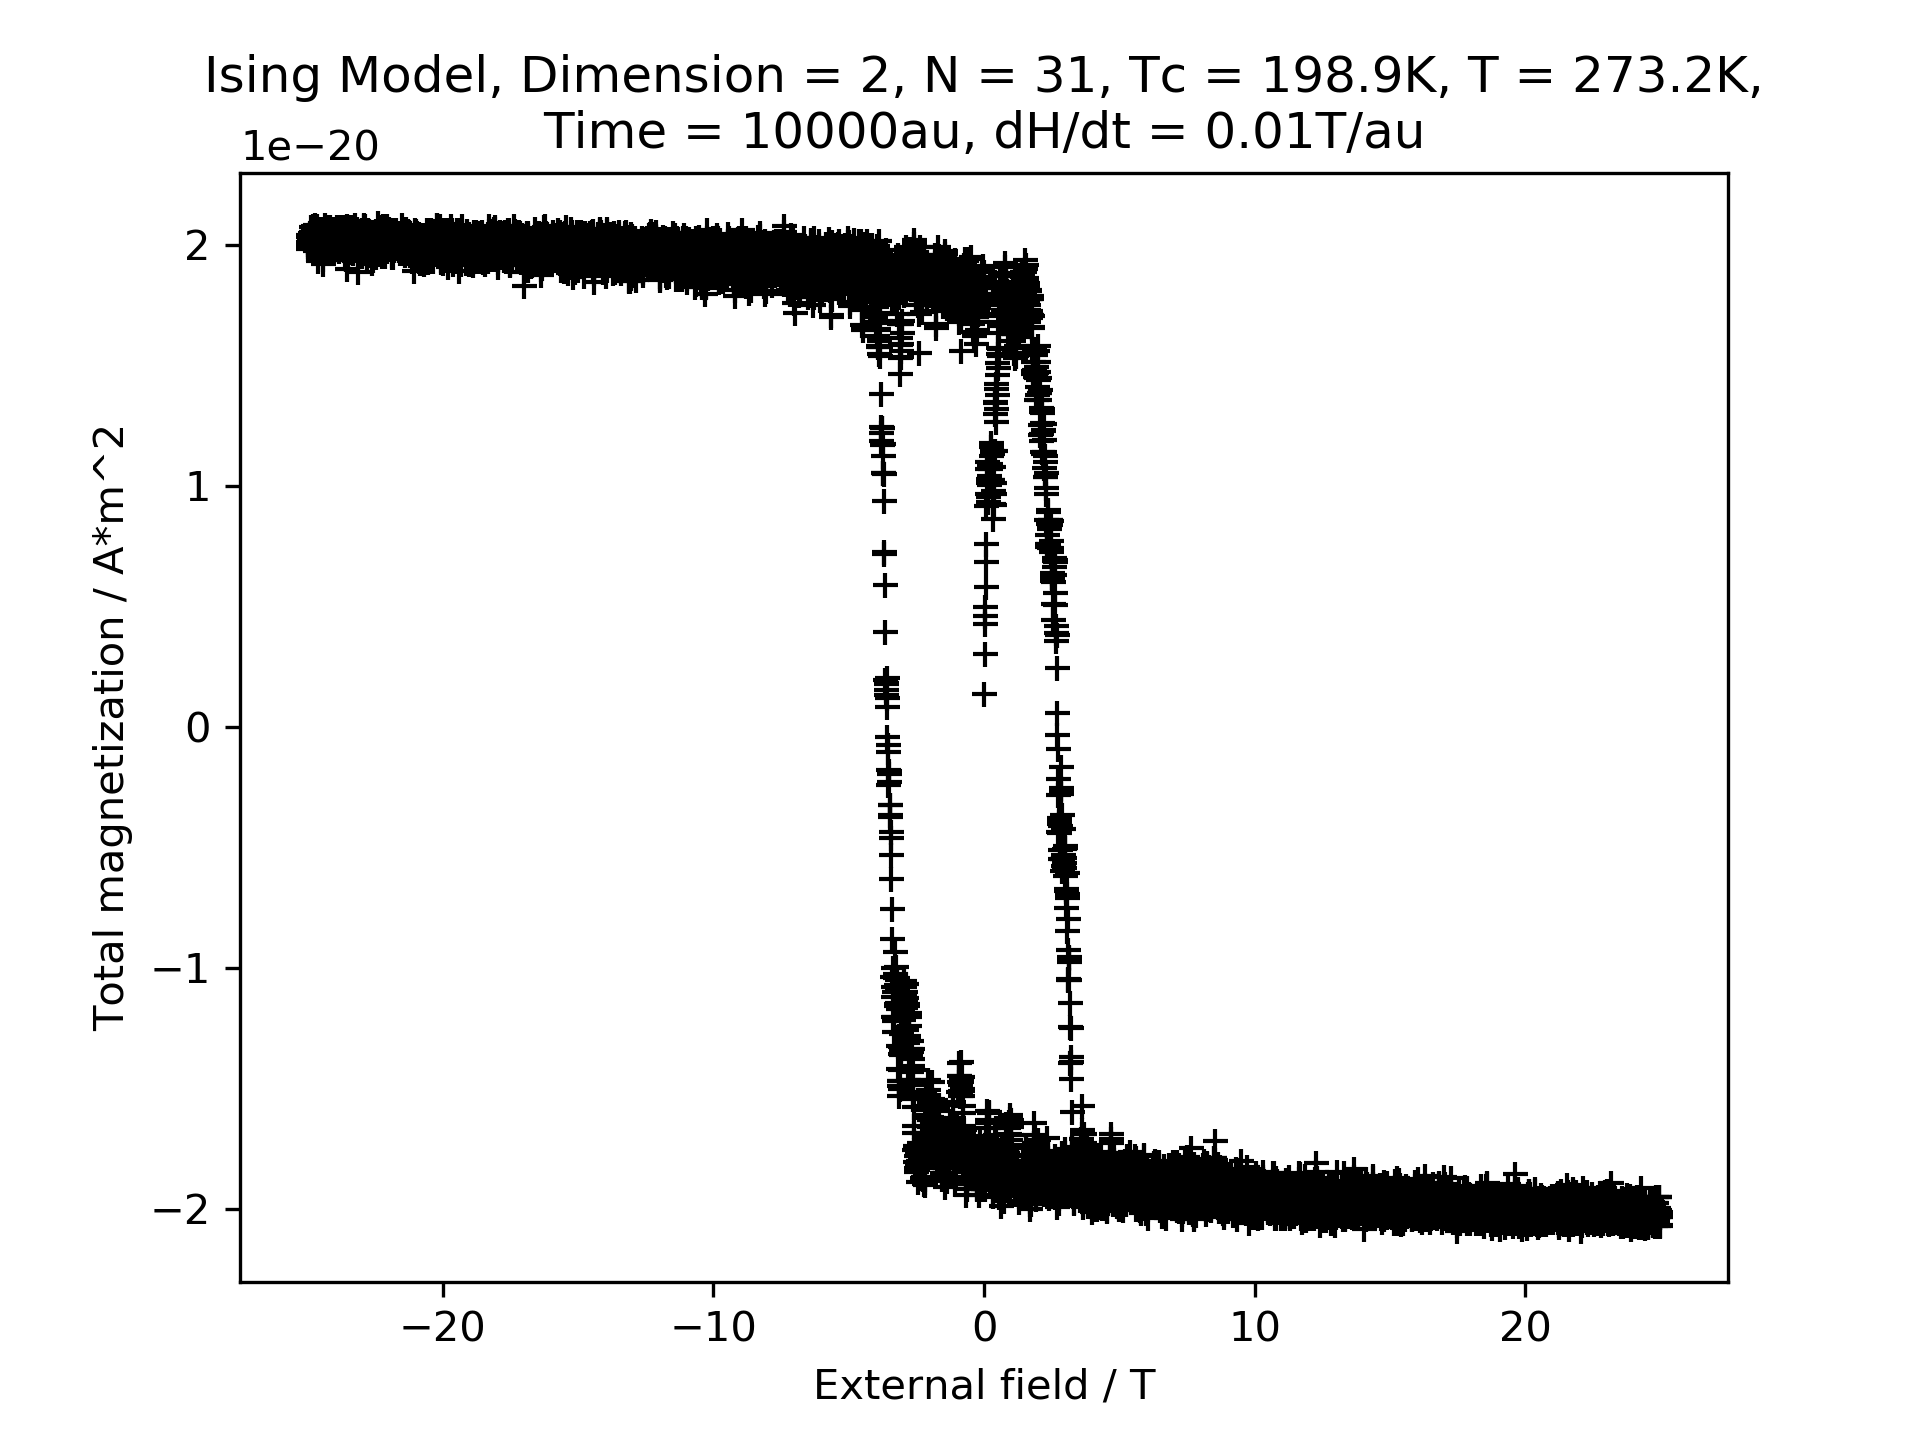 Ising Model, Dimension = 2, N = 31, Tc = 198.9K, T = 273.2K,
Time = 10000au, dH/dt = 0.01T/au
1e−20
2
1
0
−1
−2
Total magnetization / A*m^2
−20
−10
0
10
20
External field / T